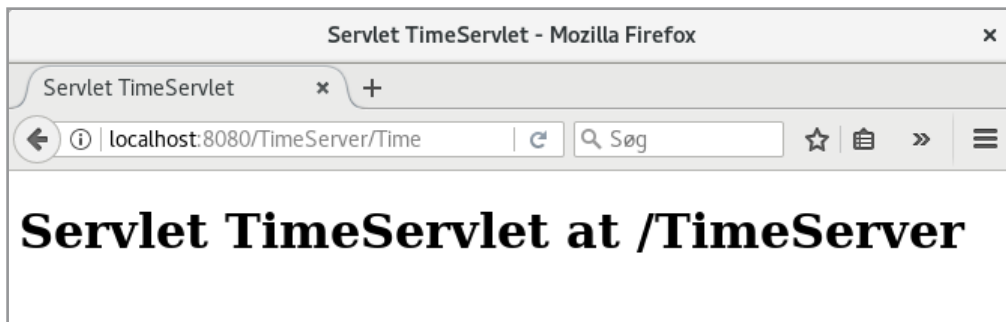 Servlet TimeServlet - Mozilla Firefox
Servlet TimeServlet
localhost:8080/TimeServer/Time Søg
Servlet TimeServlet at /TimeServer